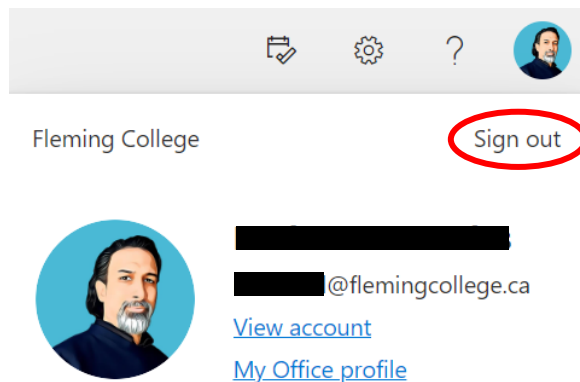 Fleming College
Sign out
@flemingcollege.ca
View account
My Office profile